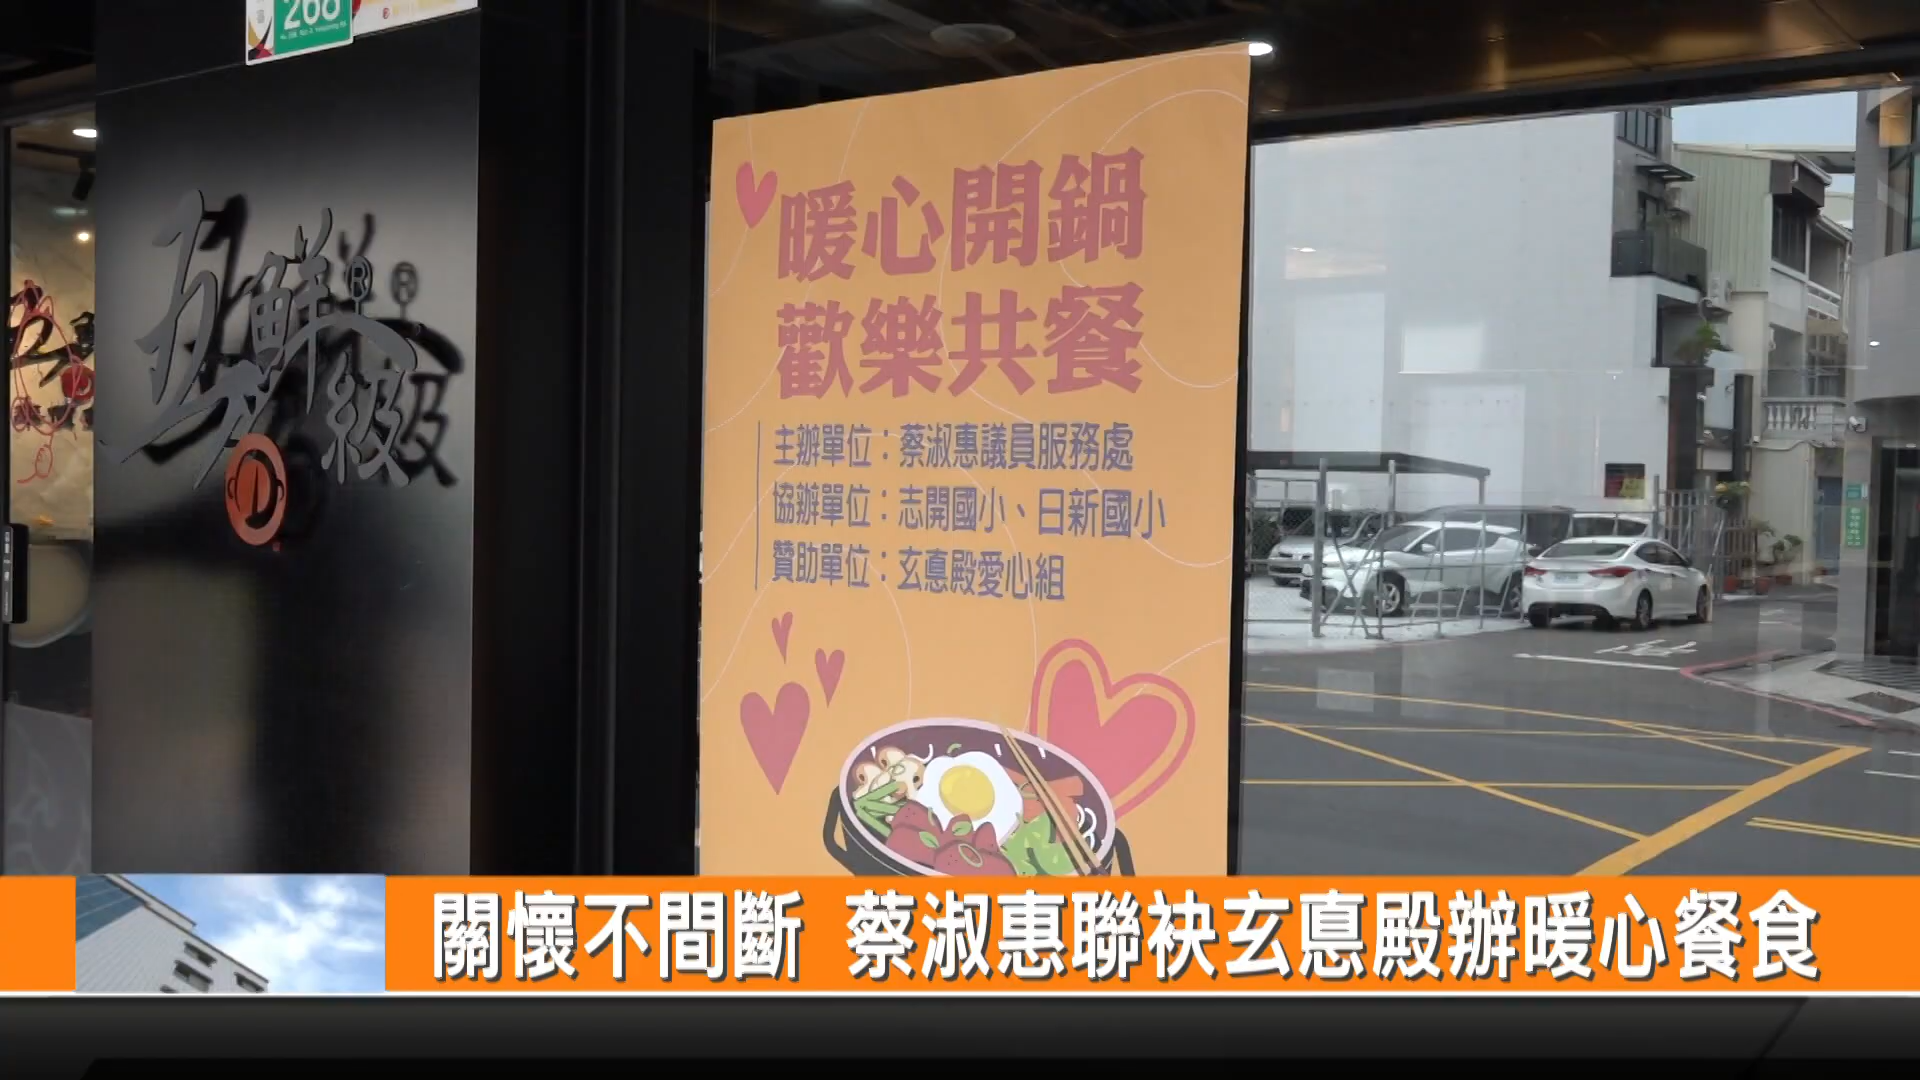 268
五鮮級
暖心開鍋
歡樂共餐
主辦單位：蔡淑惠議員服務處
協辦單位：志開國小、日新國小
贊助單位：玄惪殿愛心組
關懷不間斷 蔡淑惠聯袂玄惪殿辦暖心餐食